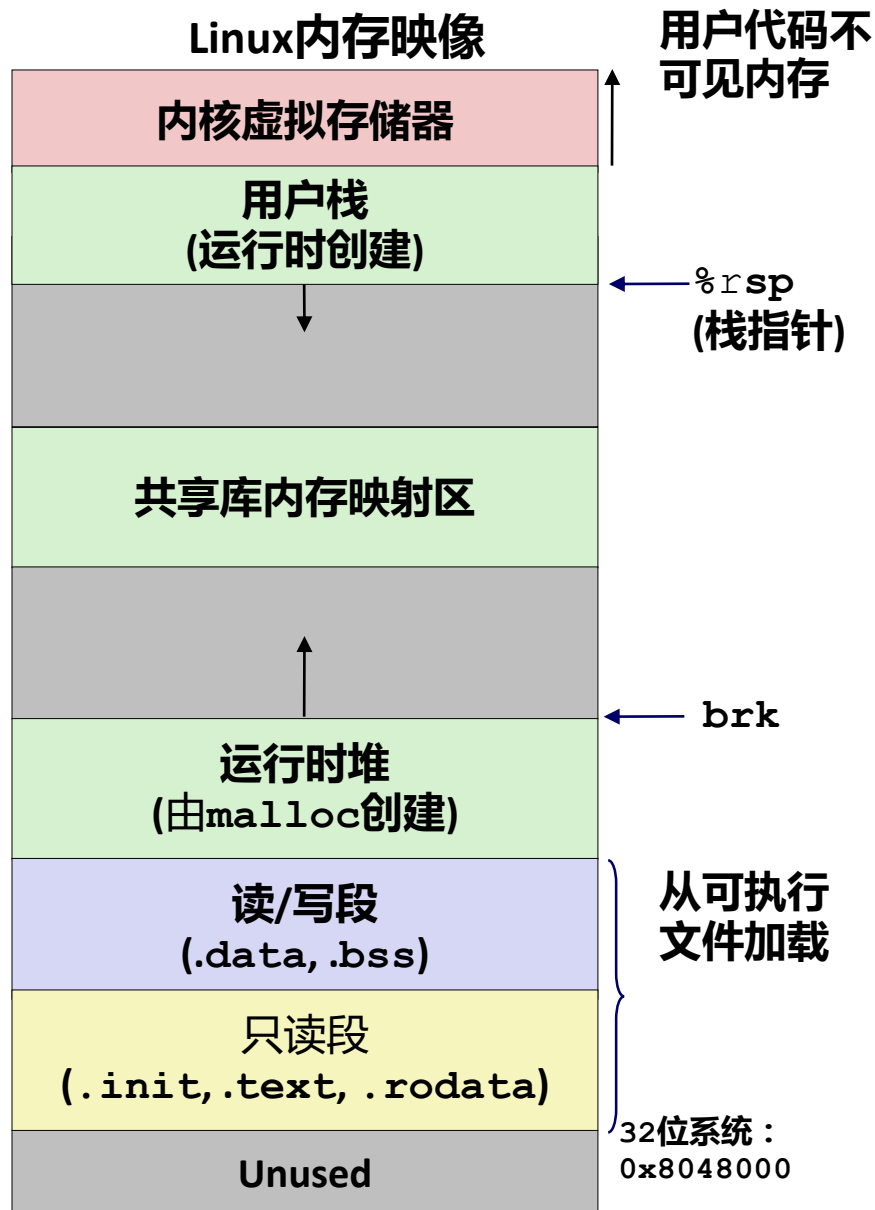 Linux内存映像
用户代码不
可见内存
内核虚拟存储器
用户栈
(运行时创建)
%rsp
(栈指针)
共享库内存映射区
brk
运行时堆
(由malloc创建)
读/写段
(.data, .bss)
从可执行
文件加载
只读段
(.init, .text, .rodata)
32位系统：
0x8048000
Unused